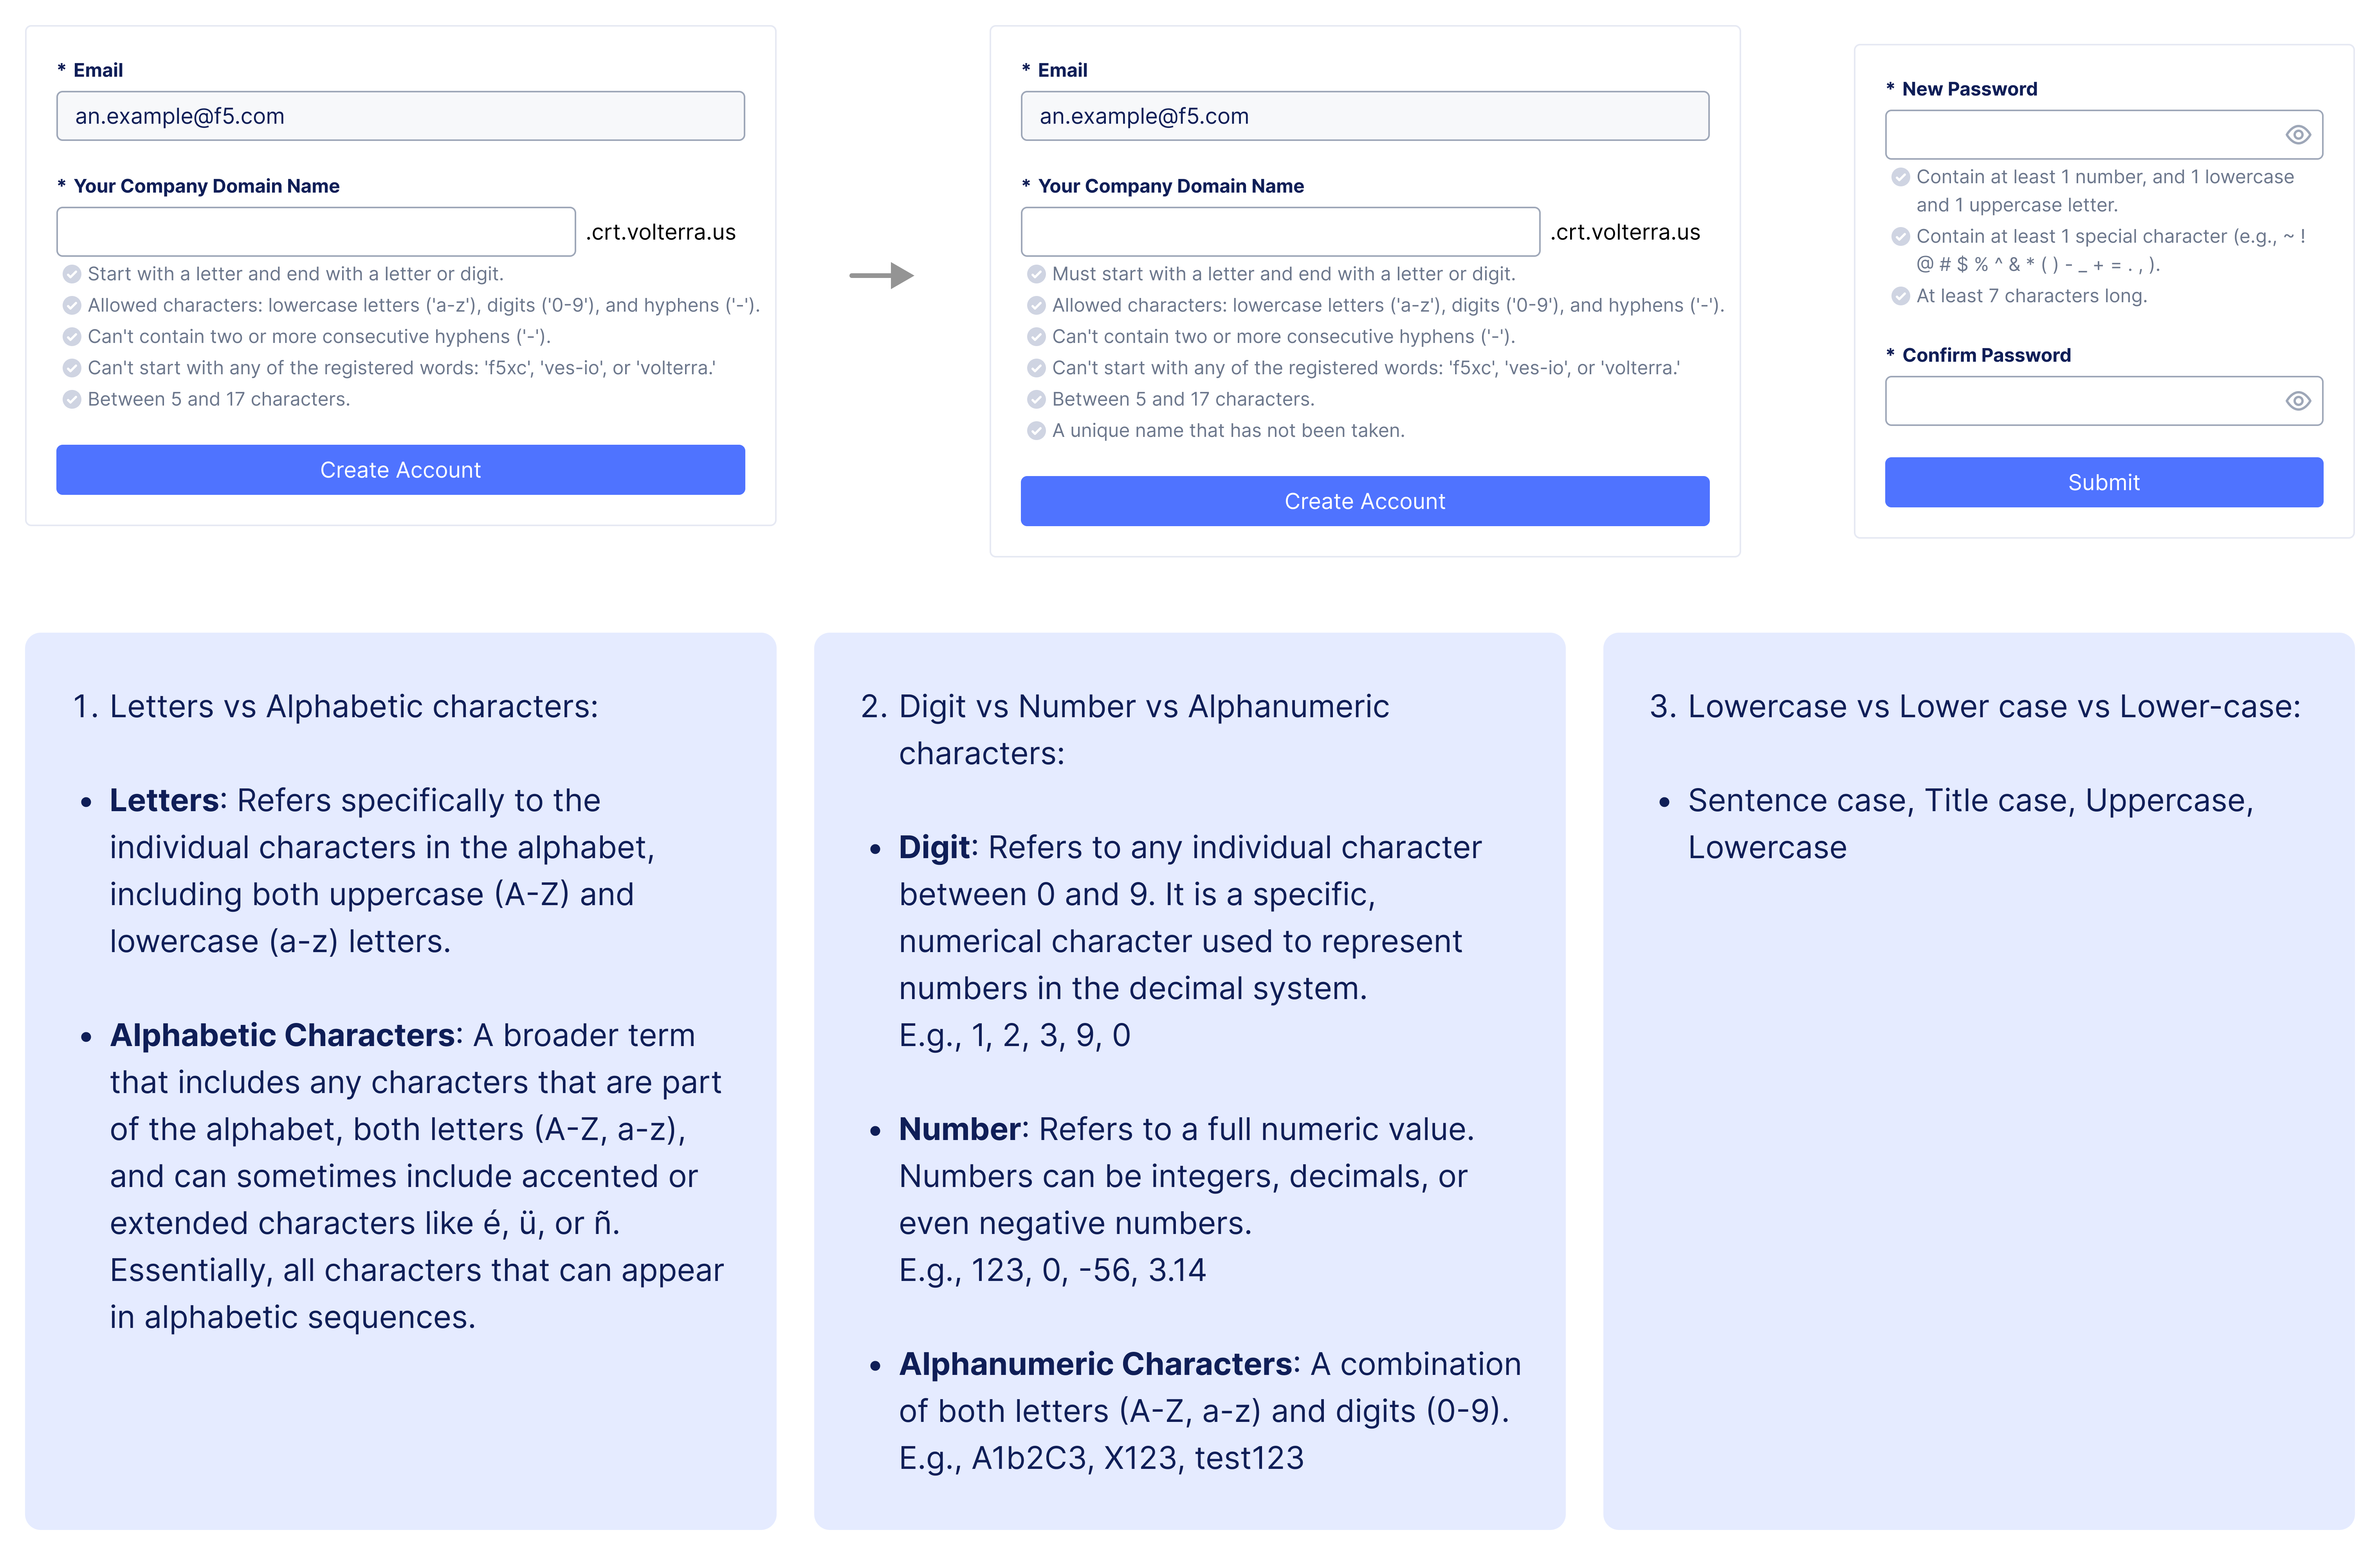 * Email
an.example@f5.com
* Your Company Domain Name
.crt.volterra.us
Start with a letter and end with a letter or digit.
Allowed characters: lowercase letters ('a-z'), digits ('0-9'), and hyphens ('-').
Can't contain two or more consecutive hyphens ('-').
Can't start with any of the registered words: 'f5xc', 'ves-io', or 'volterra.'
Between 5 and 17 characters.
Create Account
* Email
an.example@f5.com
* Your Company Domain Name
.crt.volterra.us
Must start with a letter and end with a letter or digit.
Allowed characters: lowercase letters ('a-z'), digits ('0-9'), and hyphens ('-').
Can't contain two or more consecutive hyphens ('-').
Can't start with any of the registered words: 'f5xc', 'ves-io', or 'volterra.'
Between 5 and 17 characters.
A unique name that has not been taken.
Create Account
* New Password
Contain at least 1 number, and 1 lowercase
and 1 uppercase letter.
Contain at least 1 special character (e.g., ~ !
@ # $ % ^ & * ( ) - _ + = . , ).
At least 7 characters long.
* Confirm Password
Submit
1. Letters vs Alphabetic characters:
• Letters: Refers specifically to the
individual characters in the alphabet,
including both uppercase (A-Z) and
lowercase (a-z) letters.
• Alphabetic Characters: A broader term
that includes any characters that are part
of the alphabet, both letters (A-Z, a-z),
and can sometimes include accented or
extended characters like é, ü, or ñ.
Essentially, all characters that can appear
in alphabetic sequences.
2. Digit vs Number vs Alphanumeric
characters:
• Digit: Refers to any individual character
between 0 and 9. It is a specific,
numerical character used to represent
numbers in the decimal system.
E.g., 1, 2, 3, 9, 0
• Number: Refers to a full numeric value.
Numbers can be integers, decimals, or
even negative numbers.
E.g., 123, 0, -56, 3.14
• Alphanumeric Characters: A combination
of both letters (A-Z, a-z) and digits (0-9).
E.g., A1b2C3, X123, test123
3. Lowercase vs Lower case vs Lower-case:
• Sentence case, Title case, Uppercase,
Lowercase